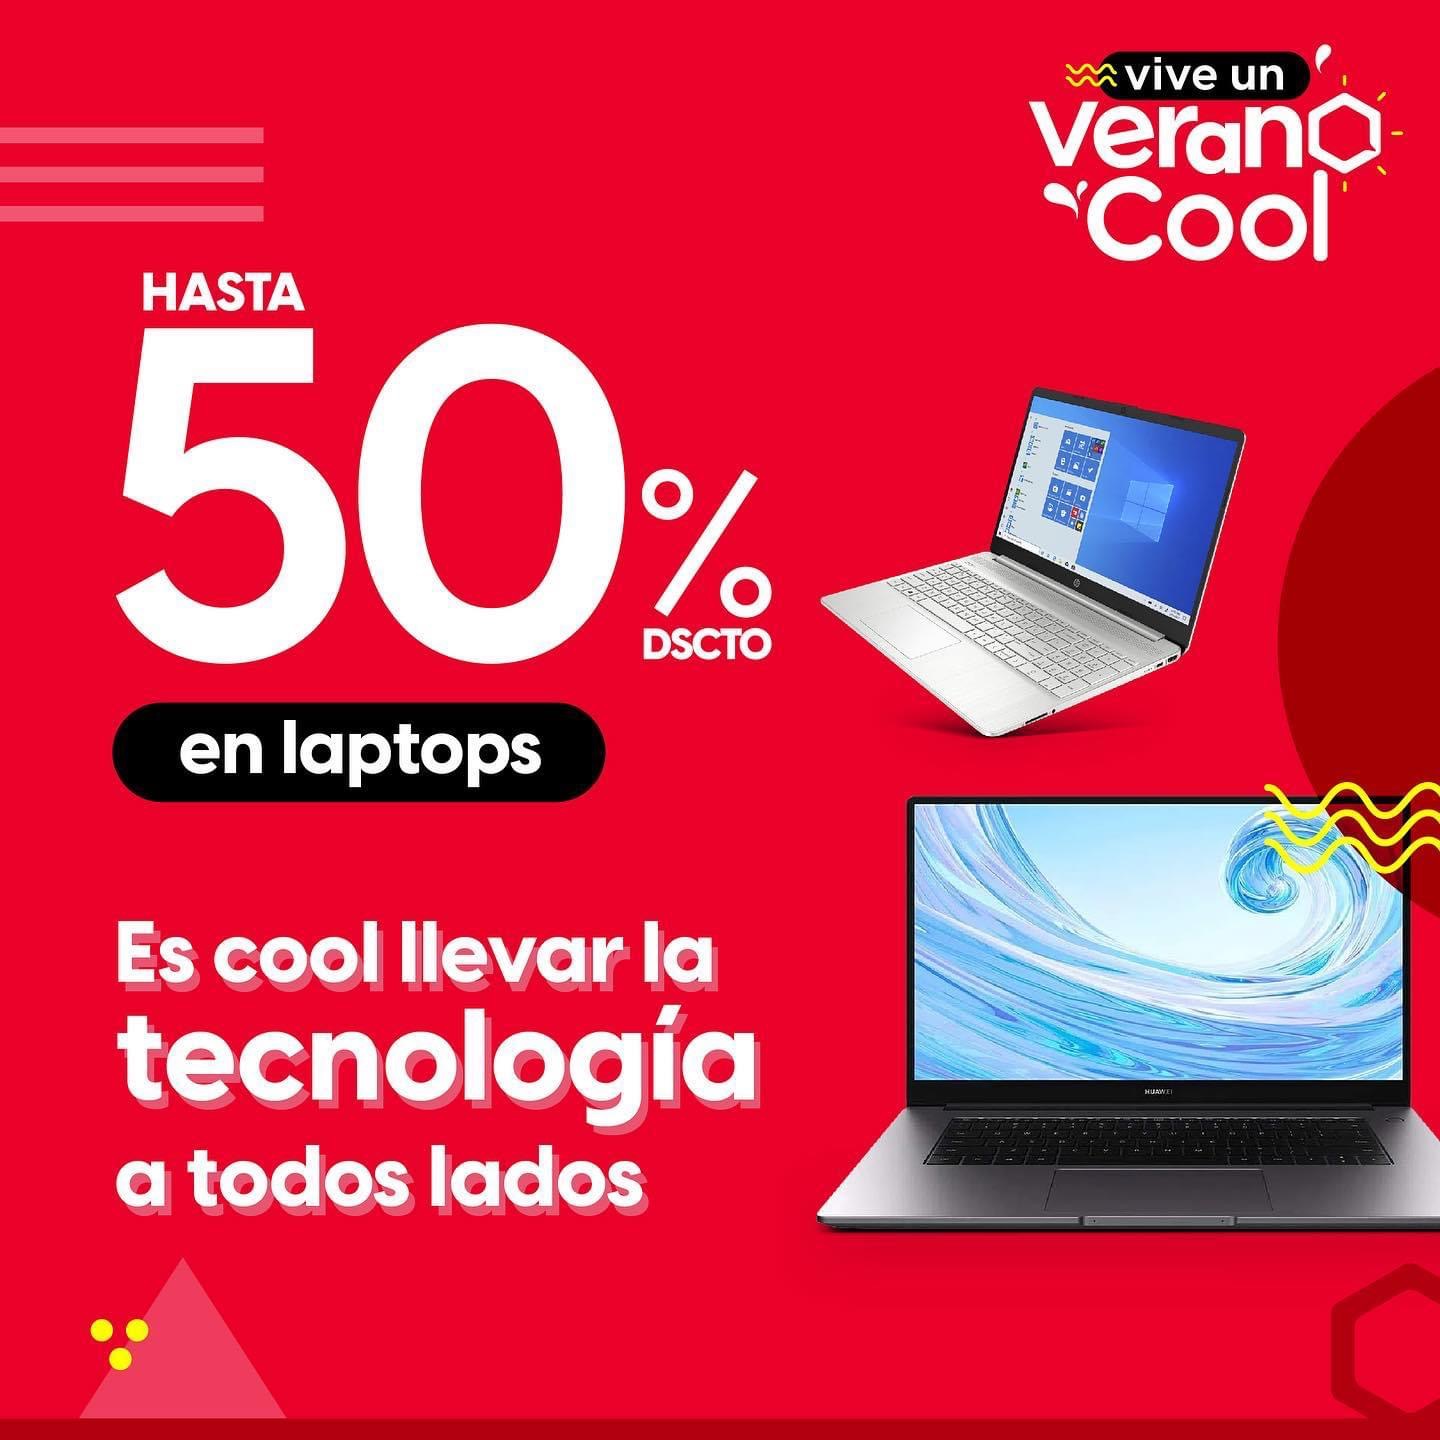 vive un
verano
Cool
HASTA
50%
DSCTO
en laptops
Es cool llevar la
tecnología
a todos lados
HUAWEI